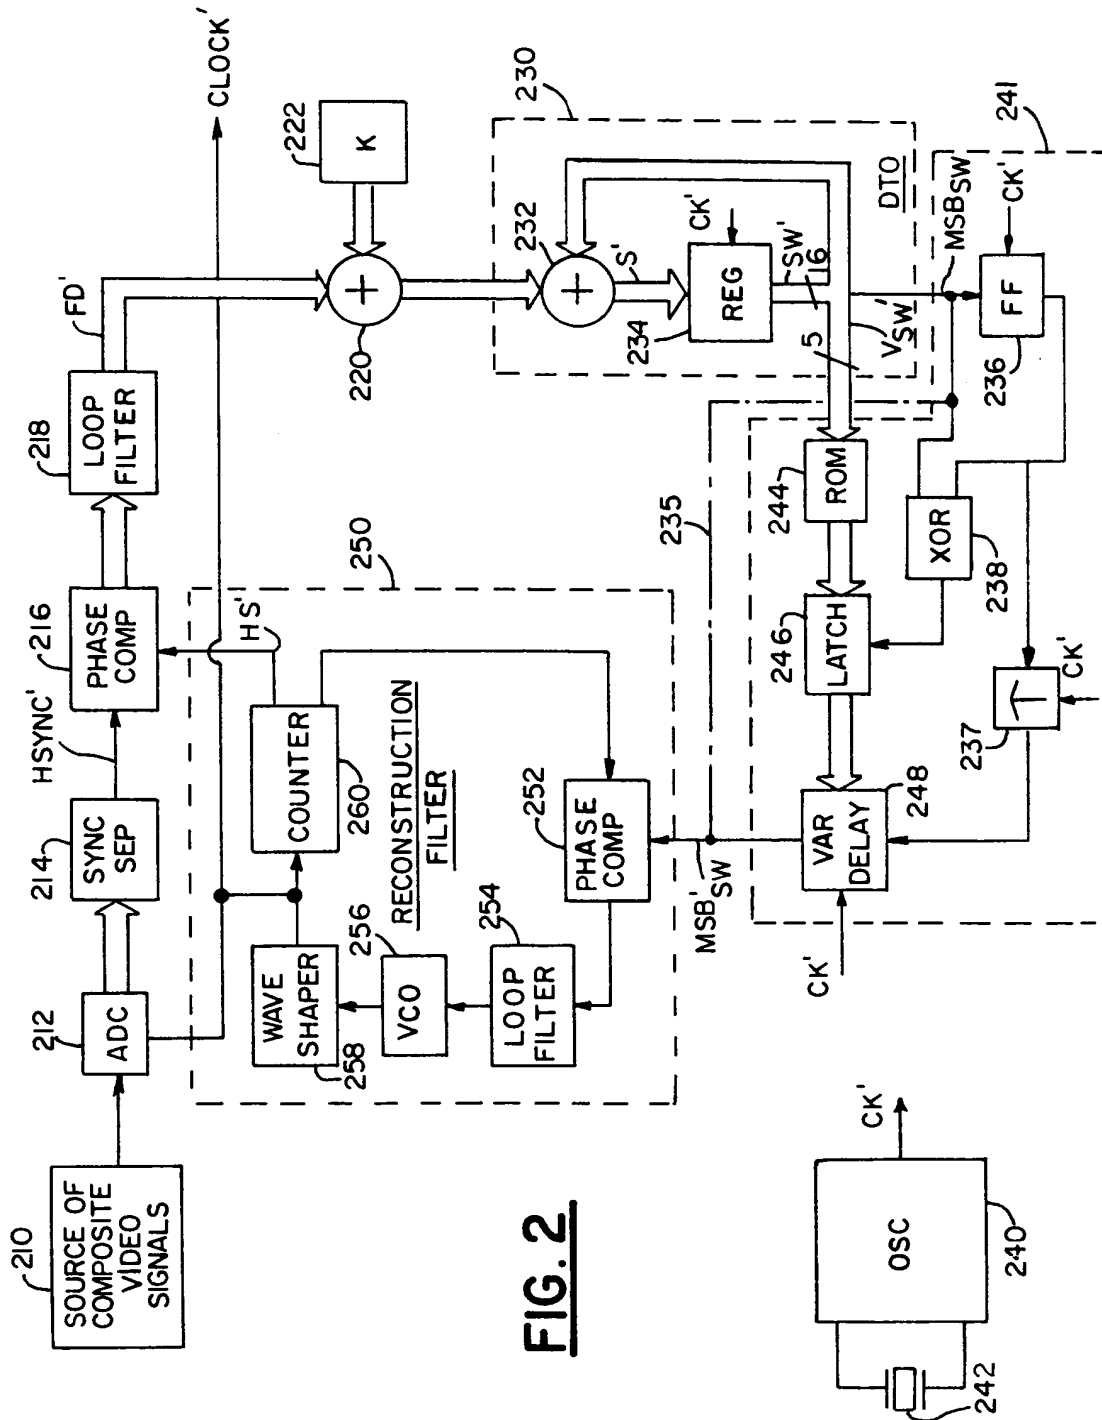 210
SOURCE OF
COMPOSITE
VIDEO
SIGNALS
212
ADC
214
SYNC
SEP
HSYNC'
216
PHASE
COMP
218
LOOP
FILTER
FD'
CLOCK'
220
+
222
K
250
HS'
COUNTER
260
RECONSTRUCTION
FILTER
WAVE
SHAPER
258
256
VCO
254
LOOP
FILTER
252
PHASE
COMP
MSB'SW
235
230
232
+
S'
234
REG
CK'
SW'
16
DTO
5
VSW'
MSBSW
241
CK'
FF
236
244
ROM
246
LATCH
XOR
238
VAR
DELAY
248
237
CK'
CK'
OSC
240
242
CK'
FIG. 2